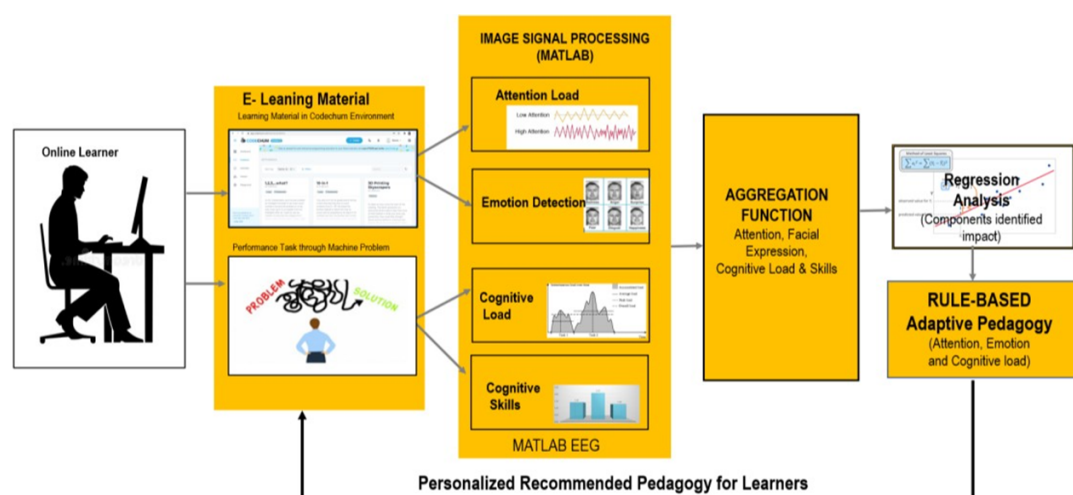 Online Learner
E- Leaning Material
Learning Material in Codechum Environment
Performance Task through Machine Problem
PROBLEM
SOLUTION
IMAGE SIGNAL PROCESSING
(MATLAB)
Attention Load
Low Attention
High Attention
Emotion Detection
Cognitive
Load
Cognitive
Skills
MATLAB EEG
AGGREGATION
FUNCTION
Attention, Facial
Expression,
Cognitive Load & Skills
Regression
Analysis
(Components identified
impact)
RULE-BASED
Adaptive Pedagogy
(Attention, Emotion
and Cognitive load)
Personalized Recommended Pedagogy for Learners